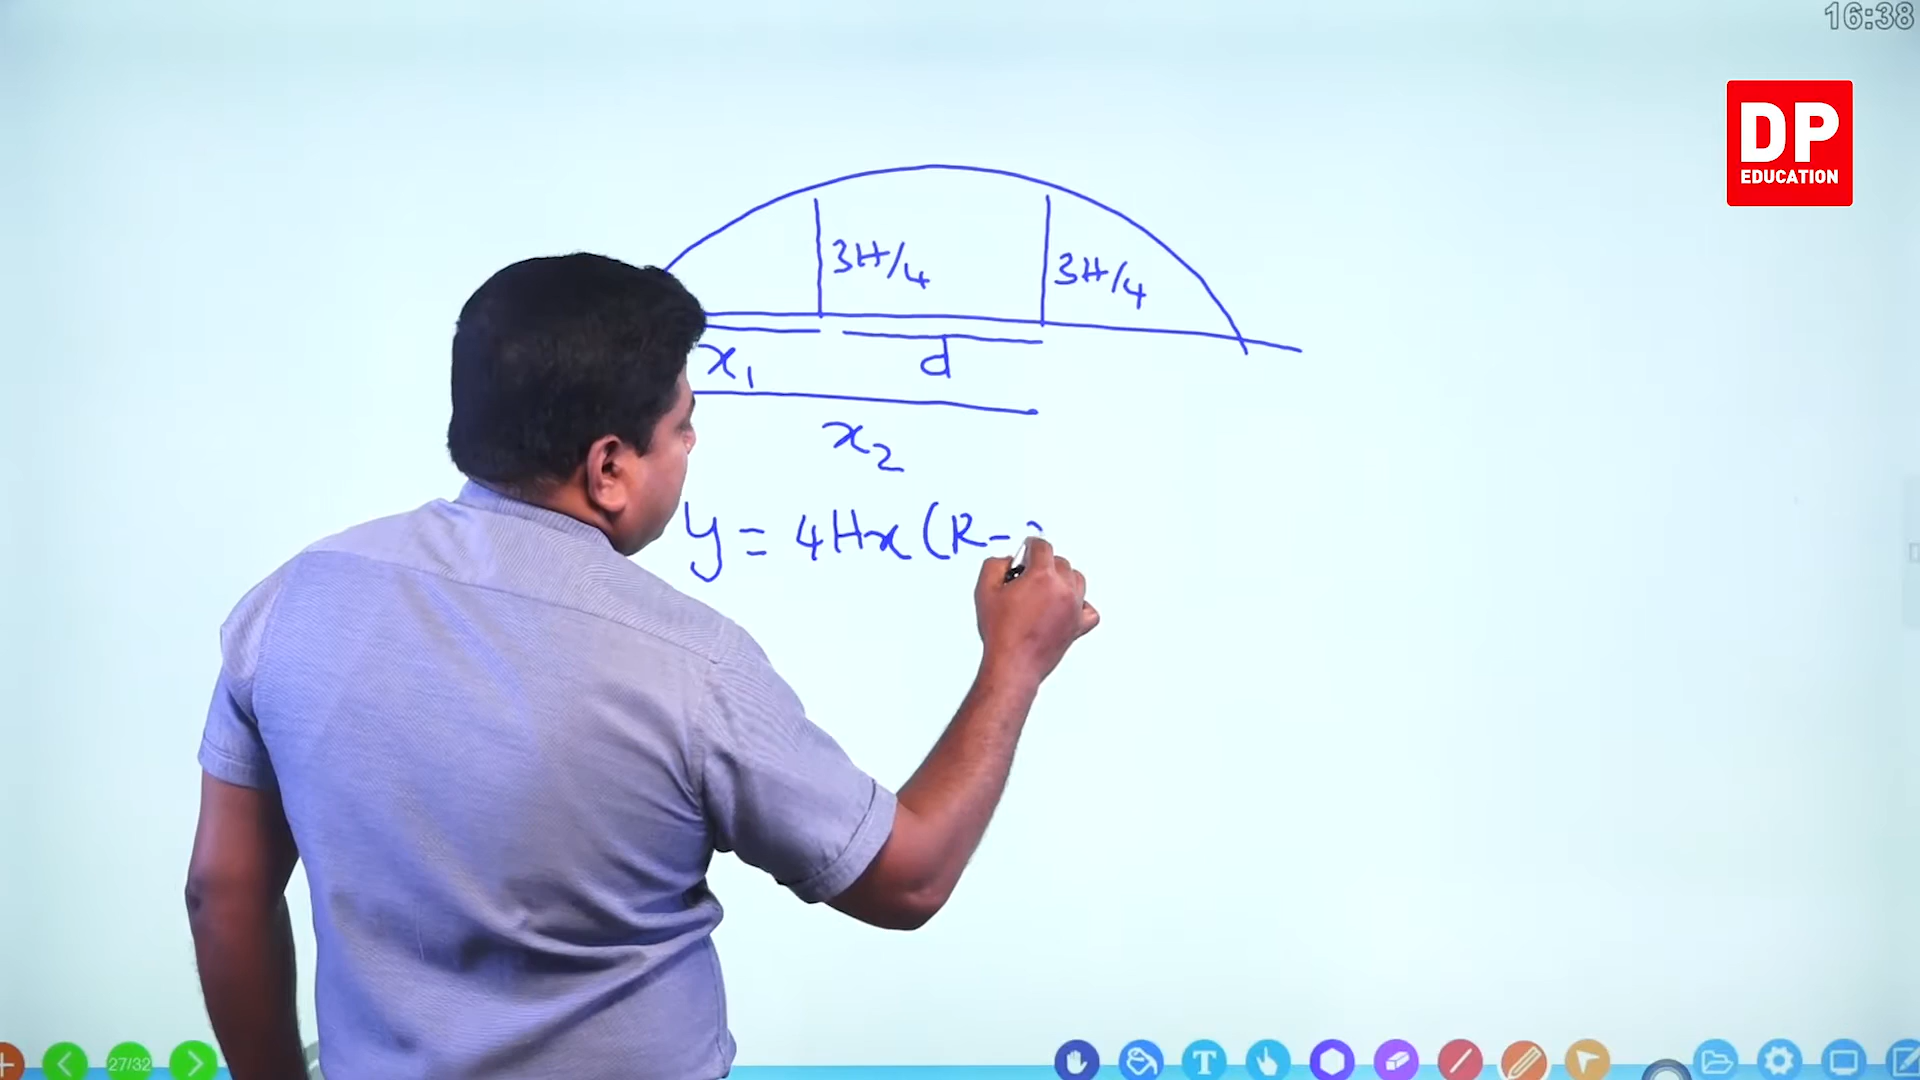 16:38
DP
EDUCATION
3H/4
3H/4
x₁
d
x₂
y = 4Hx (R-
27/32
T